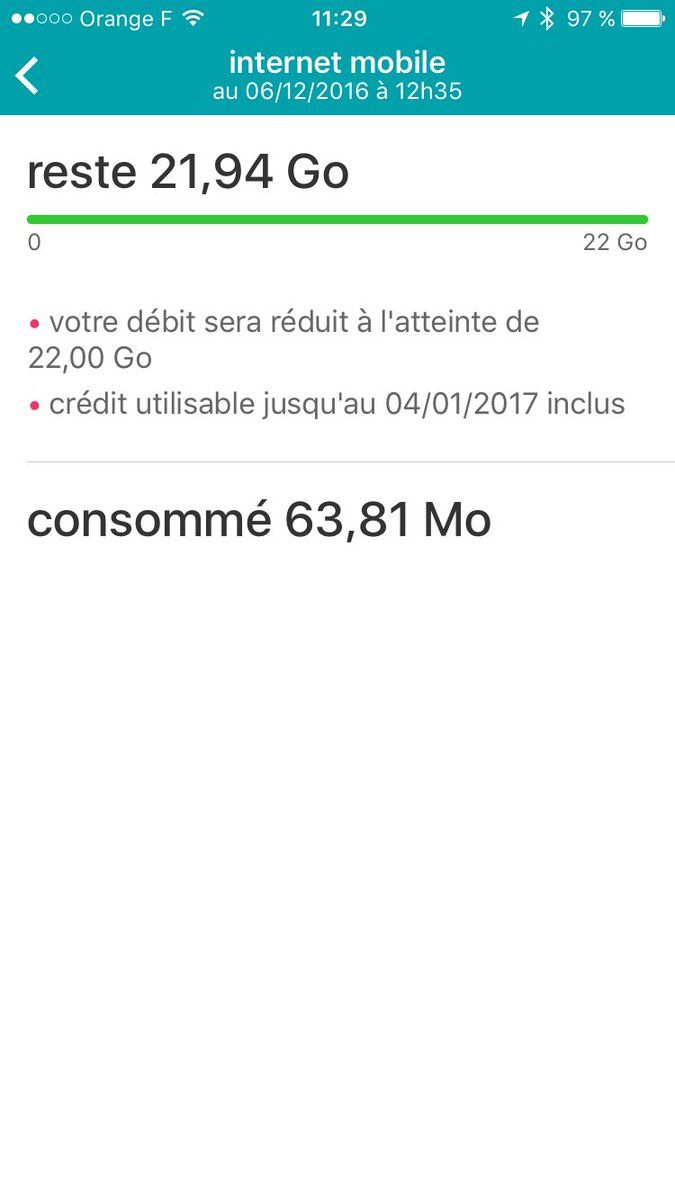 Orange F 11:29 97 %
internet mobile
au 06/12/2016 à 12h35
reste 21,94 Go
0 22 Go
• votre débit sera réduit à l'atteinte de
22,00 Go
• crédit utilisable jusqu'au 04/01/2017 inclus
consommé 63,81 Mo